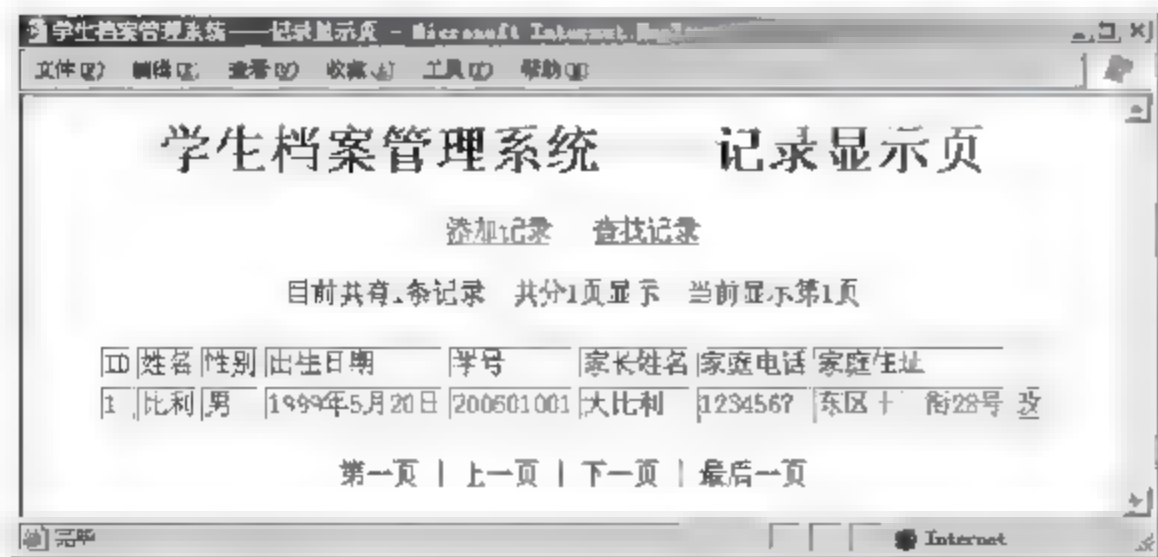 学生档案管理系统——记录显示页 - Microsoft Internet
文件(F) 编辑(E) 查看(V) 收藏(A) 工具(T) 帮助(H)
学生档案管理系统 记录显示页
添加记录 查找记录
目前共有1条记录 共分1页显示 当前显示第1页
ID 姓名 性别 出生日期 学号 家长姓名 家庭电话 家庭住址
1 比利 男 1999年5月20日 200601001 大比利 1234567 东区十 街28号 改
第一页 | 上一页 | 下一页 | 最后一页
完毕 Internet